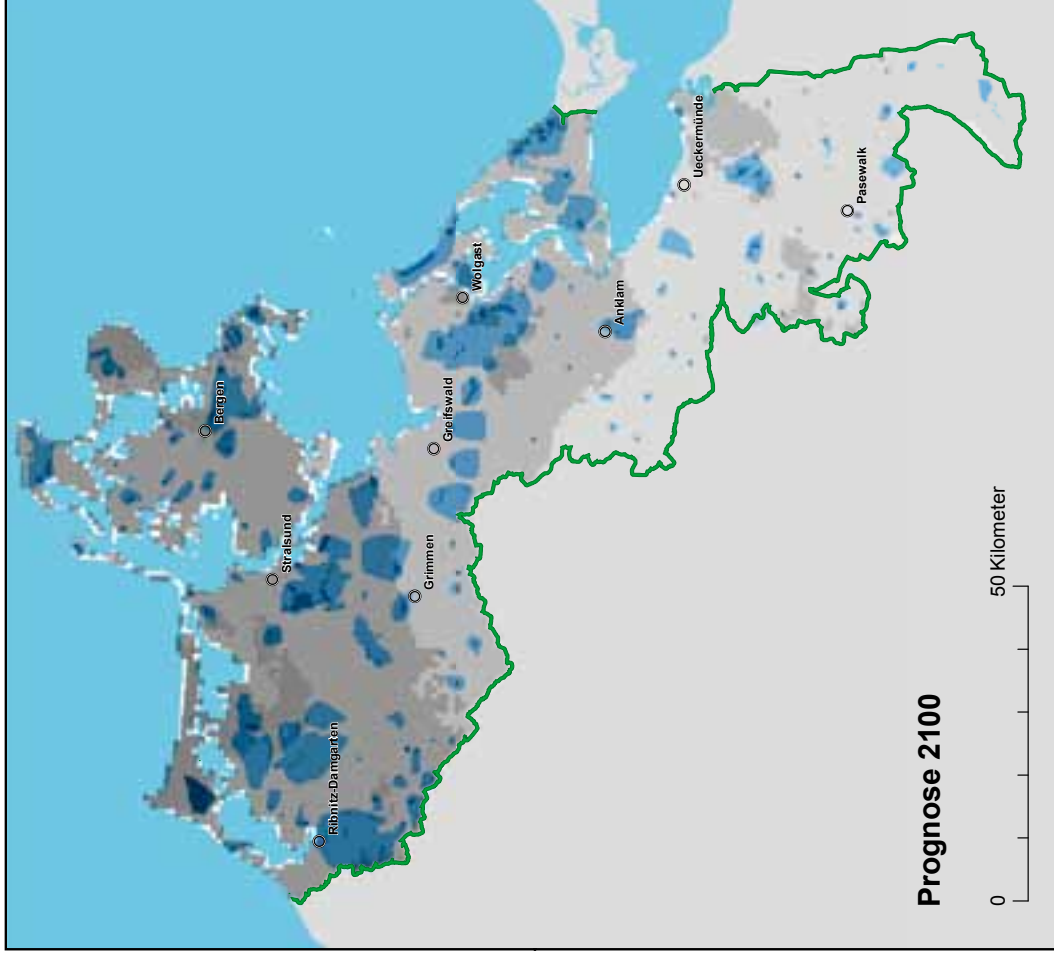 Bergen
Stralsund
Ribnitz-Damgarten
Grimmen
Greifswald
Wolgast
Anklam
Ueckermünde
Pasewalk
Prognose 2100
0 50 Kilometer